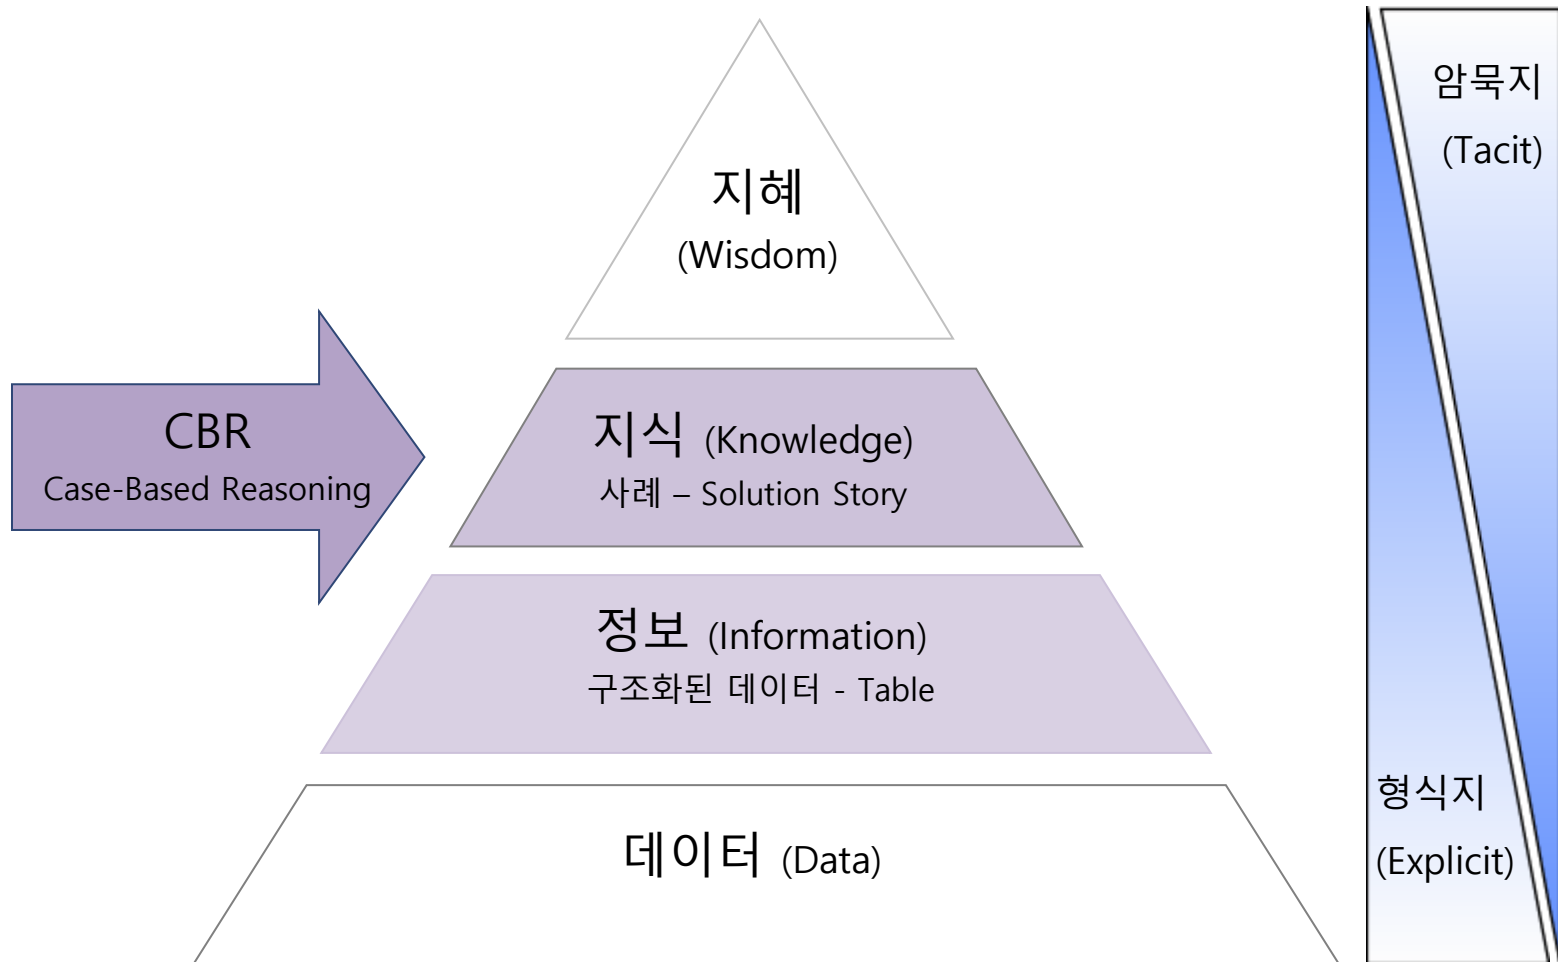 지혜
(Wisdom)
CBR
Case-Based Reasoning
지식 (Knowledge)
사례 – Solution Story
정보 (Information)
구조화된 데이터 - Table
데이터 (Data)
암묵지
(Tacit)
형식지
(Explicit)